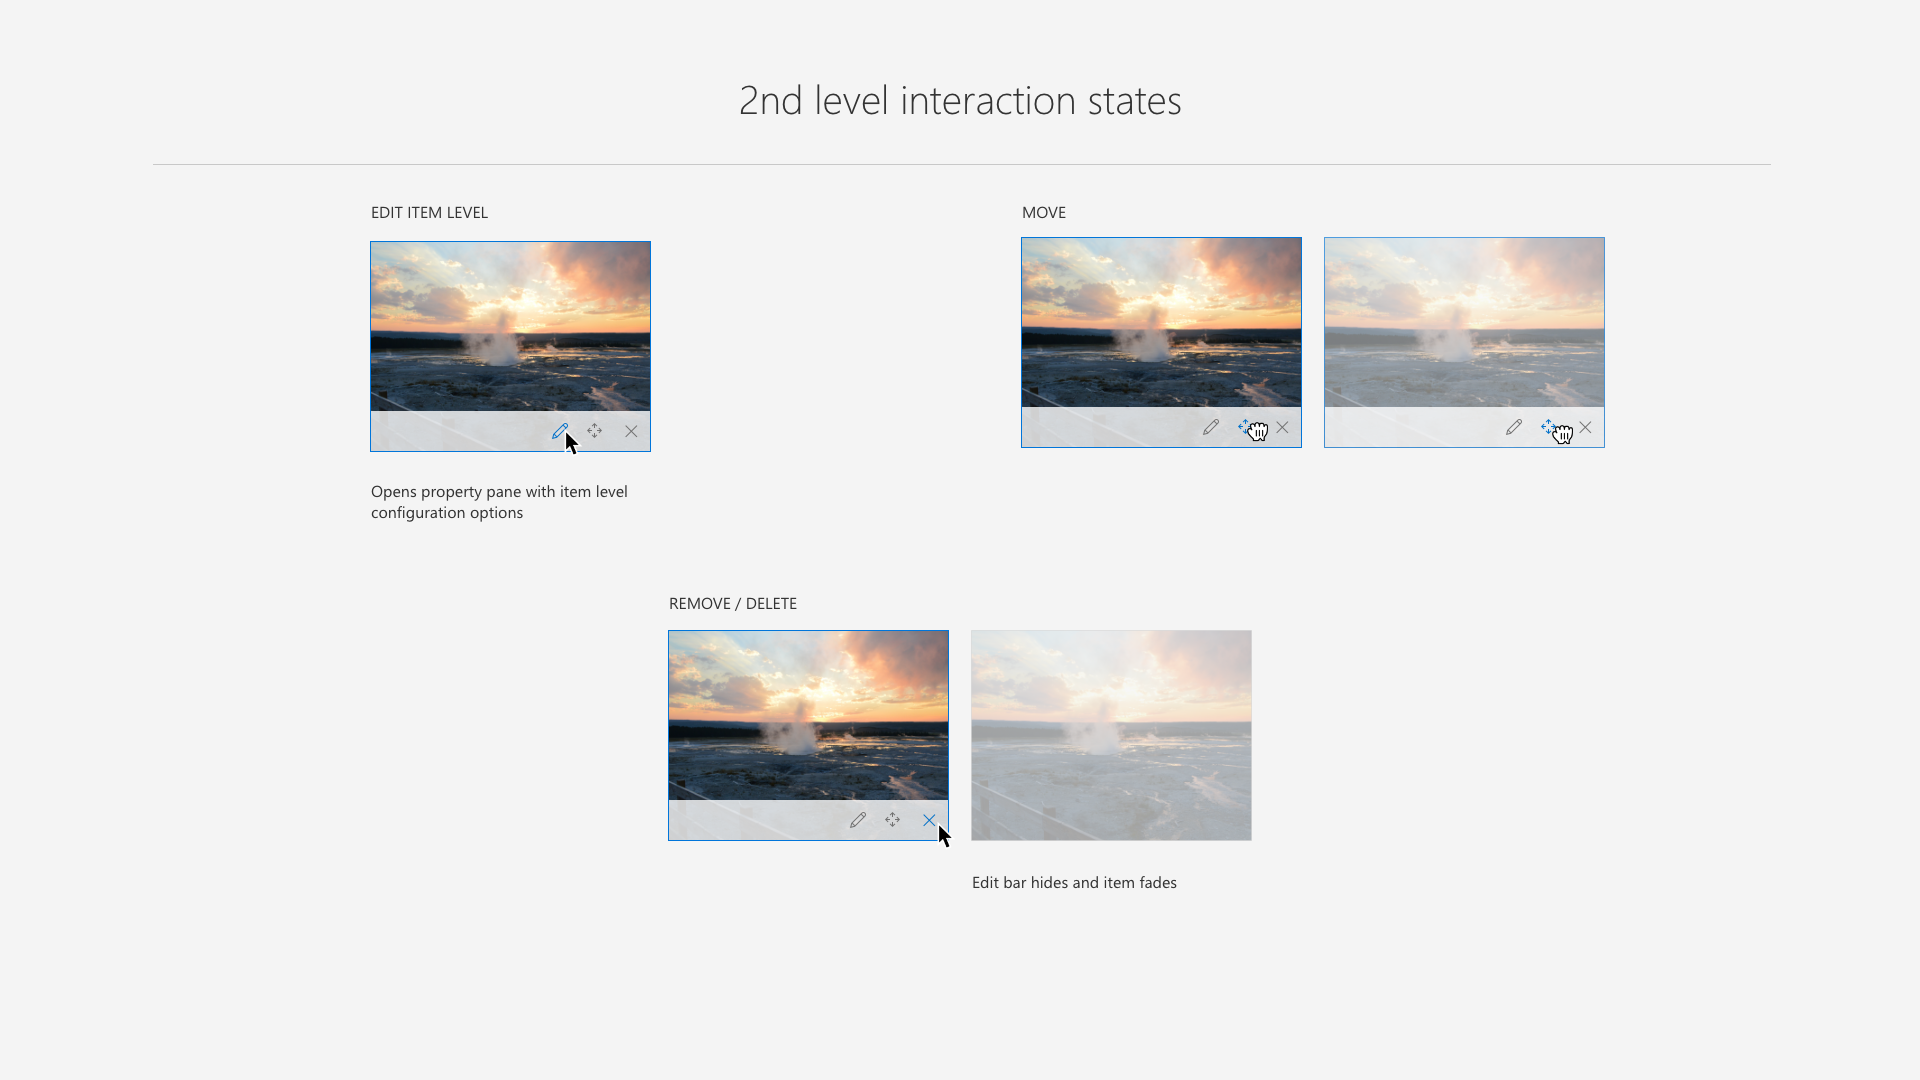 2nd level interaction states
EDIT ITEM LEVEL
Opens property pane with item level
configuration options
MOVE
REMOVE / DELETE
Edit bar hides and item fades